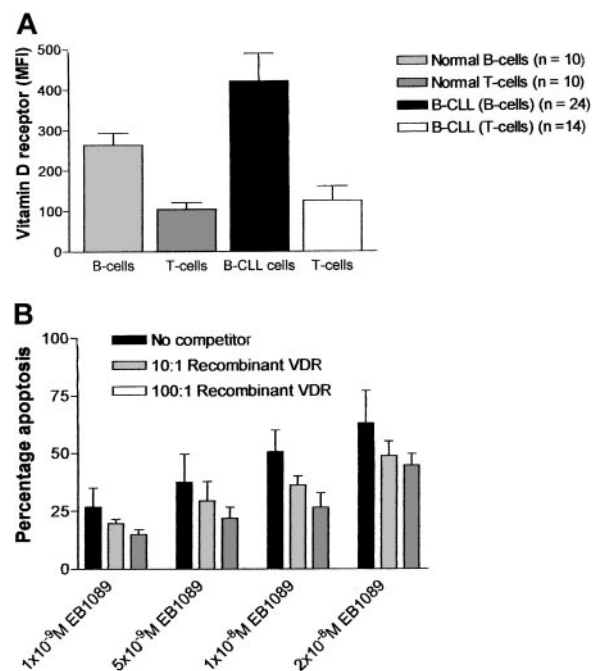 A
Vitamin D receptor (MFI)
500
400
300
200
100
0
B-cells
T-cells
B-CLL cells
T-cells
Normal B-cells (n = 10)
Normal T-cells (n = 10)
B-CLL (B-cells) (n = 24)
B-CLL (T-cells) (n =14)
B
Percentage apoptosis
100
75
50
25
0
No competitor
10:1 Recombinant VDR
100:1 Recombinant VDR
1x10⁻⁹M EB1089
5x10⁻⁹M EB1089
1x10⁻⁸M EB1089
2x10⁻⁸M EB1089